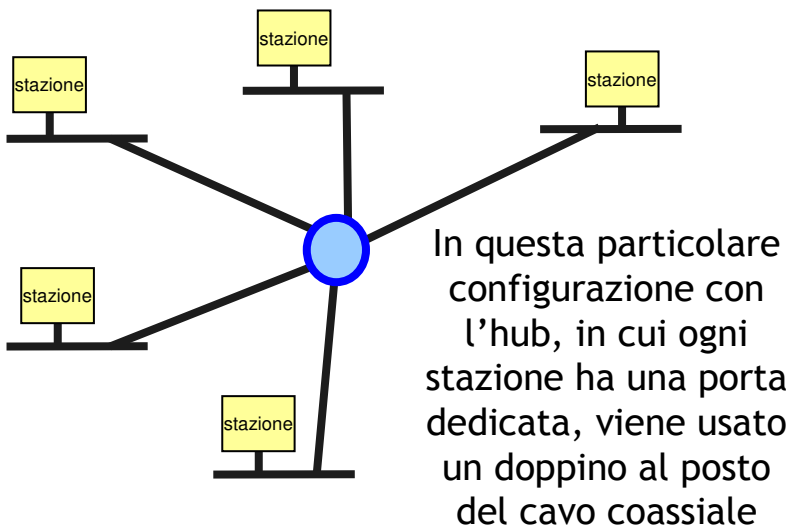 stazione
stazione
stazione
stazione
stazione
In questa particolare
configurazione con
l’hub, in cui ogni
stazione ha una porta
dedicata, viene usato
un doppino al posto
del cavo coassiale